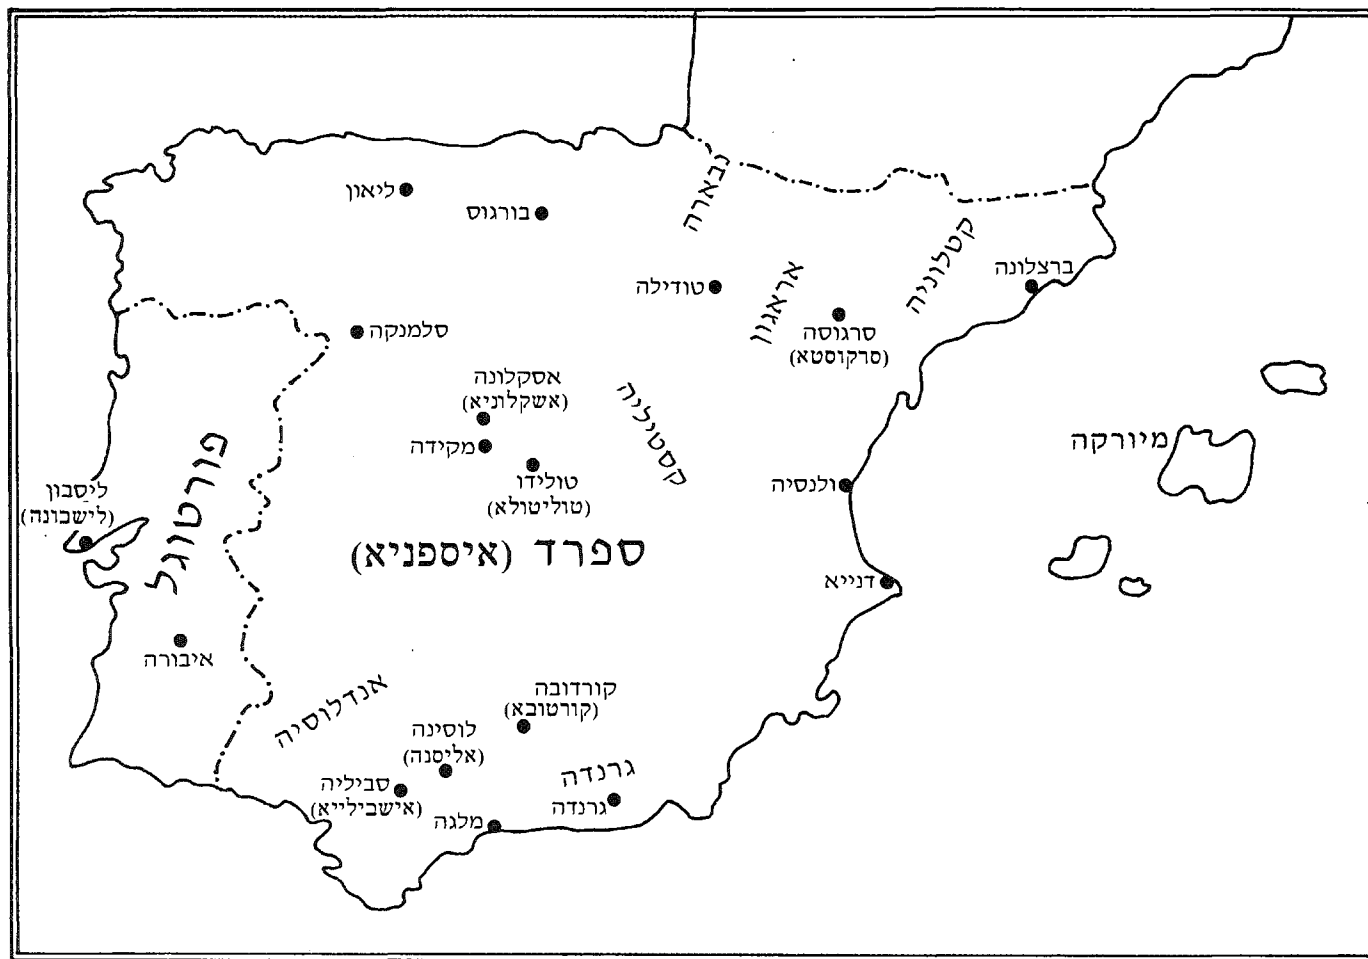 ליאון
בורגוס
נבארה
קטלוניה
ברצלונה
טודילה
אראגון
סרגוסה
(סרקוסטא)
סלמנקה
אסקלונה
(אשקלוניא)
מקידה
טולידו
(טוליטולא)
קסטיליה
מיורקה
ולנסיה
פורטוגל
ליסבון
(לישבונה)
ספרד (איספניא)
דנייא
איבורה
אנדלוסיה
קורדובה
(קורטובא)
לוסינה
(אליסנה)
סביליה
(אישבילייא)
גרנדה
גרנדה
מלגה